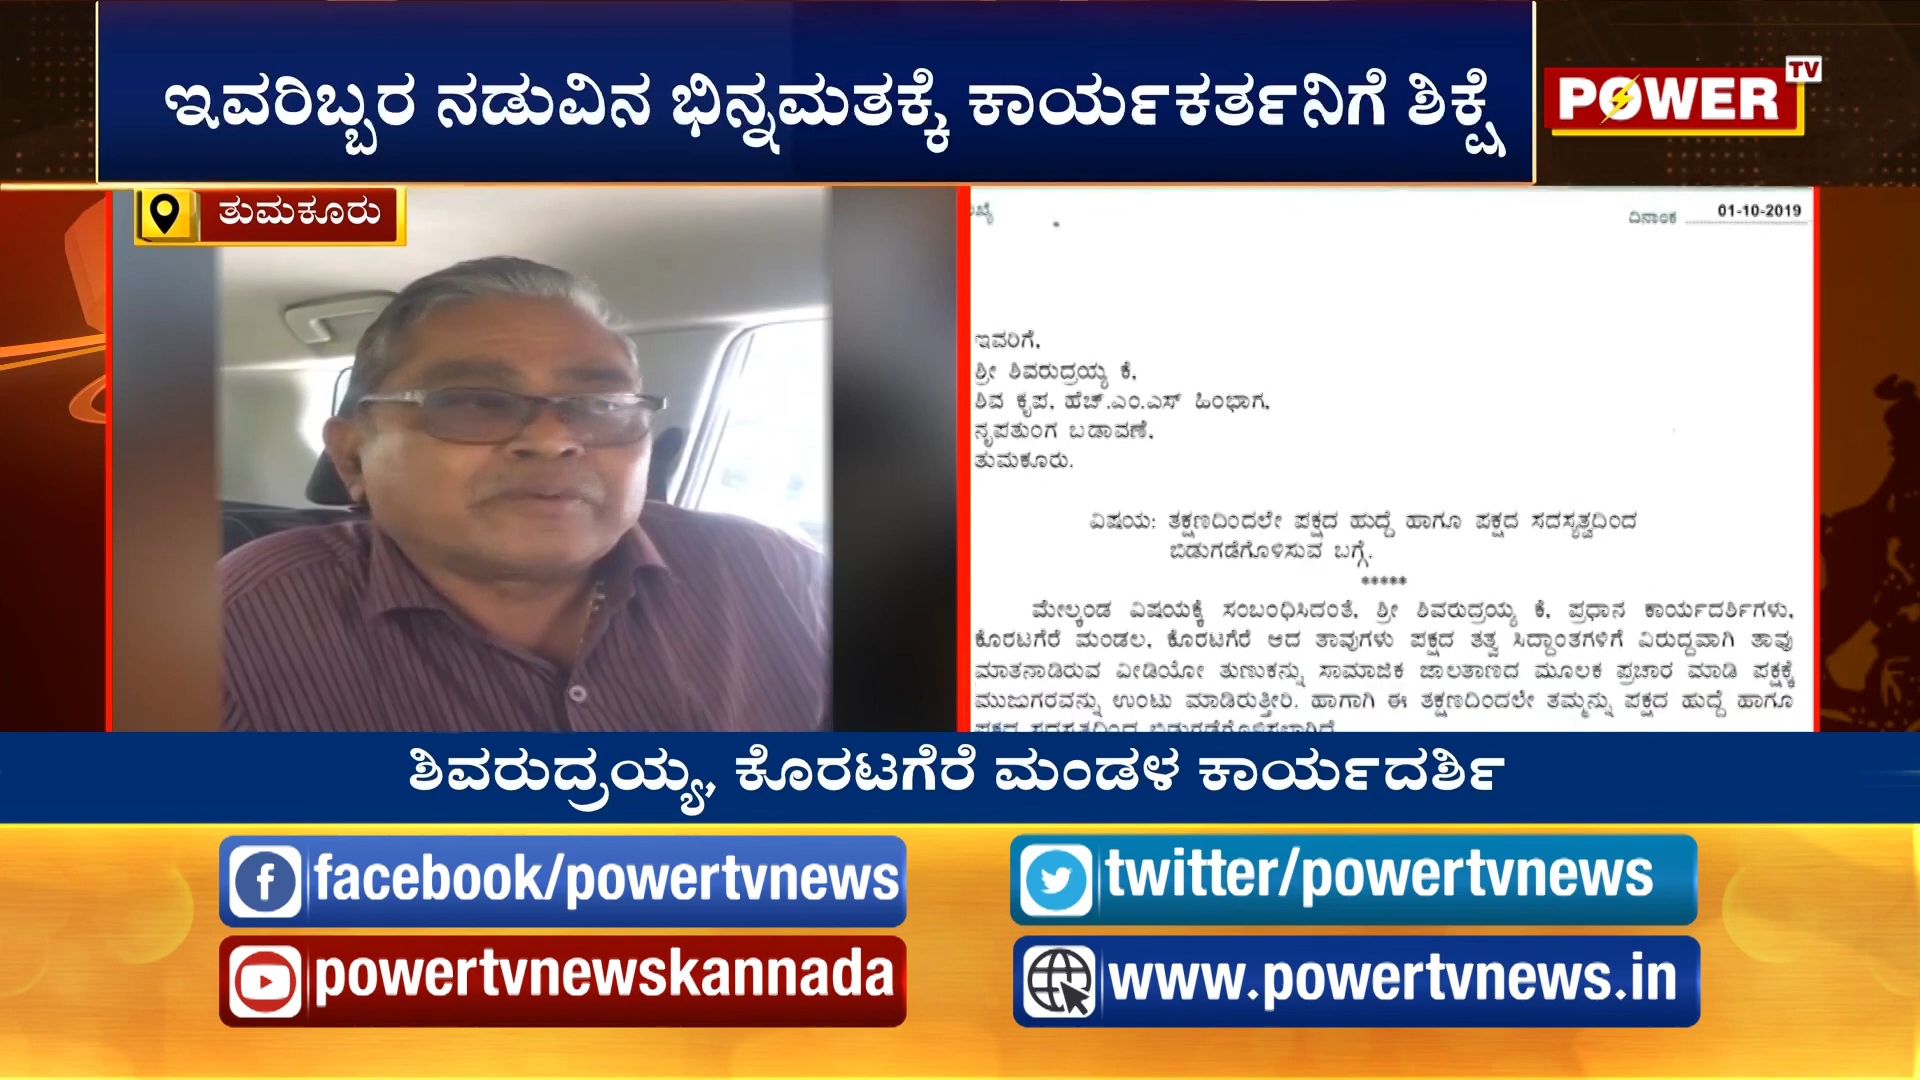 ಇವರಿಬ್ಬರ ನಡುವಿನ ಭಿನ್ನಮತಕ್ಕೆ ಕಾರ್ಯಕರ್ತನಿಗೆ ಶಿಕ್ಷೆ
POWER TV
ತುಮಕೂರು
ದಿನಾಂಕ 01-10-2019
ಇವರಿಗೆ,
ಶ್ರೀ ಶಿವರುದ್ರಯ್ಯ ಕೆ,
ಶಿವ ಕೃಪ, ಹೆಚ್.ಎಂ.ಎಸ್ ಹಿಂಭಾಗ,
ನೃಪತುಂಗ ಬಡಾವಣೆ,
ತುಮಕೂರು.
ವಿಷಯ: ತಕ್ಷಣದಿಂದಲೇ ಪಕ್ಷದ ಹುದ್ದೆ ಹಾಗೂ ಪಕ್ಷದ ಸದಸ್ಯತ್ವದಿಂದ
ಬಿಡುಗಡೆಗೊಳಿಸುವ ಬಗ್ಗೆ.
*****
ಮೇಲ್ಕಂಡ ವಿಷಯಕ್ಕೆ ಸಂಬಂಧಿಸಿದಂತೆ, ಶ್ರೀ ಶಿವರುದ್ರಯ್ಯ ಕೆ, ಪ್ರಧಾನ ಕಾರ್ಯದರ್ಶಿಗಳು,
ಕೊರಟಗೆರೆ ಮಂಡಲ, ಕೊರಟಗೆರೆ ಆದ ತಾವುಗಳು ಪಕ್ಷದ ತತ್ವ ಸಿದ್ದಾಂತಗಳಿಗೆ ವಿರುದ್ದವಾಗಿ ತಾವು
ಮಾತನಾಡಿರುವ ವೀಡಿಯೋ ತುಣುಕನ್ನು ಸಾಮಾಜಿಕ ಜಾಲತಾಣದ ಮೂಲಕ ಪ್ರಚಾರ ಮಾಡಿ ಪಕ್ಷಕ್ಕೆ
ಮುಜುಗರವನ್ನು ಉಂಟು ಮಾಡಿರುತ್ತೀರಿ. ಹಾಗಾಗಿ ಈ ತಕ್ಷಣದಿಂದಲೇ ತಮ್ಮನ್ನು ಪಕ್ಷದ ಹುದ್ದೆ ಹಾಗೂ
ಶಿವರುದ್ರಯ್ಯ, ಕೊರಟಗೆರೆ ಮಂಡಳ ಕಾರ್ಯದರ್ಶಿ
facebook/powertvnews
twitter/powertvnews
powertvnewskannada
www.powertvnews.in